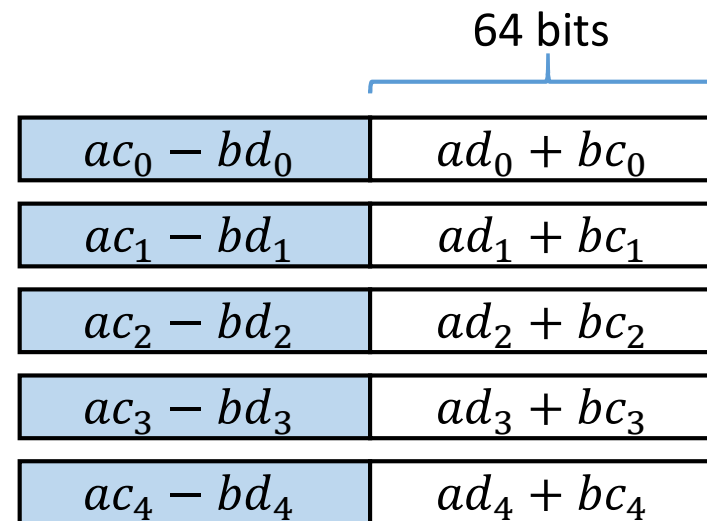 64 bits
ac₀ − bd₀ ad₀ + bc₀
ac₁ − bd₁ ad₁ + bc₁
ac₂ − bd₂ ad₂ + bc₂
ac₃ − bd₃ ad₃ + bc₃
ac₄ − bd₄ ad₄ + bc₄